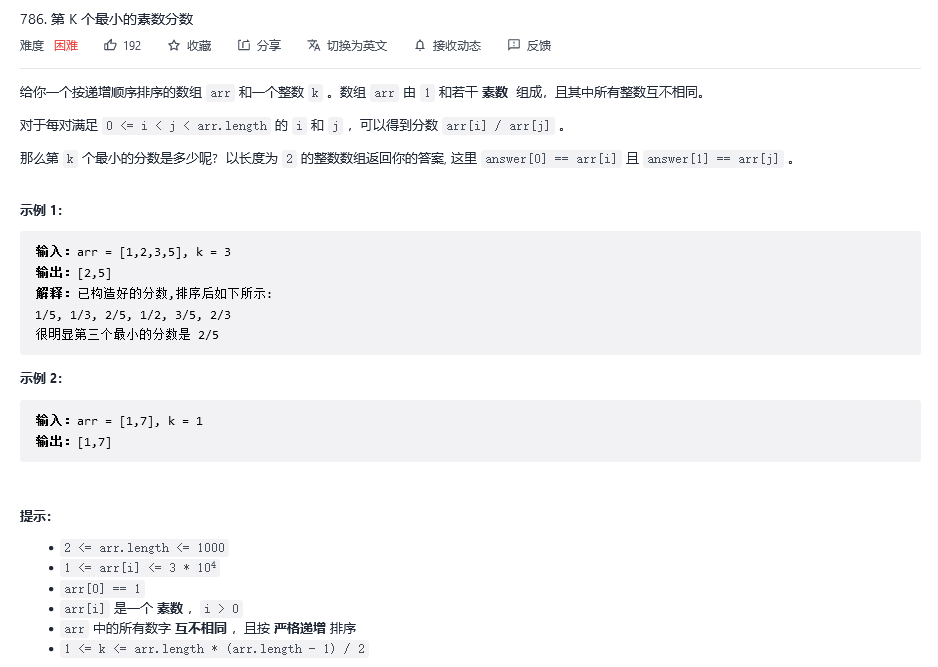 786. 第 K 个最小的素数分数
难度 困难 192 收藏 分享 切换为英文 接收动态 反馈
给你一个按递增顺序排序的数组 arr 和一个整数 k 。数组 arr 由 1 和若干 素数 组成，且其中所有整数互不相同。
对于每对满足 0 <= i < j < arr.length 的 i 和 j ，可以得到分数 arr[i] / arr[j] 。
那么第 k 个最小的分数是多少呢? 以长度为 2 的整数数组返回你的答案, 这里 answer[0] == arr[i] 且 answer[1] == arr[j] 。
示例 1：
输入：arr = [1,2,3,5], k = 3
输出：[2,5]
解释：已构造好的分数,排序后如下所示:
1/5, 1/3, 2/5, 1/2, 3/5, 2/3
很明显第三个最小的分数是 2/5
示例 2：
输入：arr = [1,7], k = 1
输出：[1,7]
提示：
• 2 <= arr.length <= 1000
• 1 <= arr[i] <= 3 * 10⁴
• arr[0] == 1
• arr[i] 是一个 素数 ，i > 0
• arr 中的所有数字 互不相同 ，且按 严格递增 排序
• 1 <= k <= arr.length * (arr.length - 1) / 2